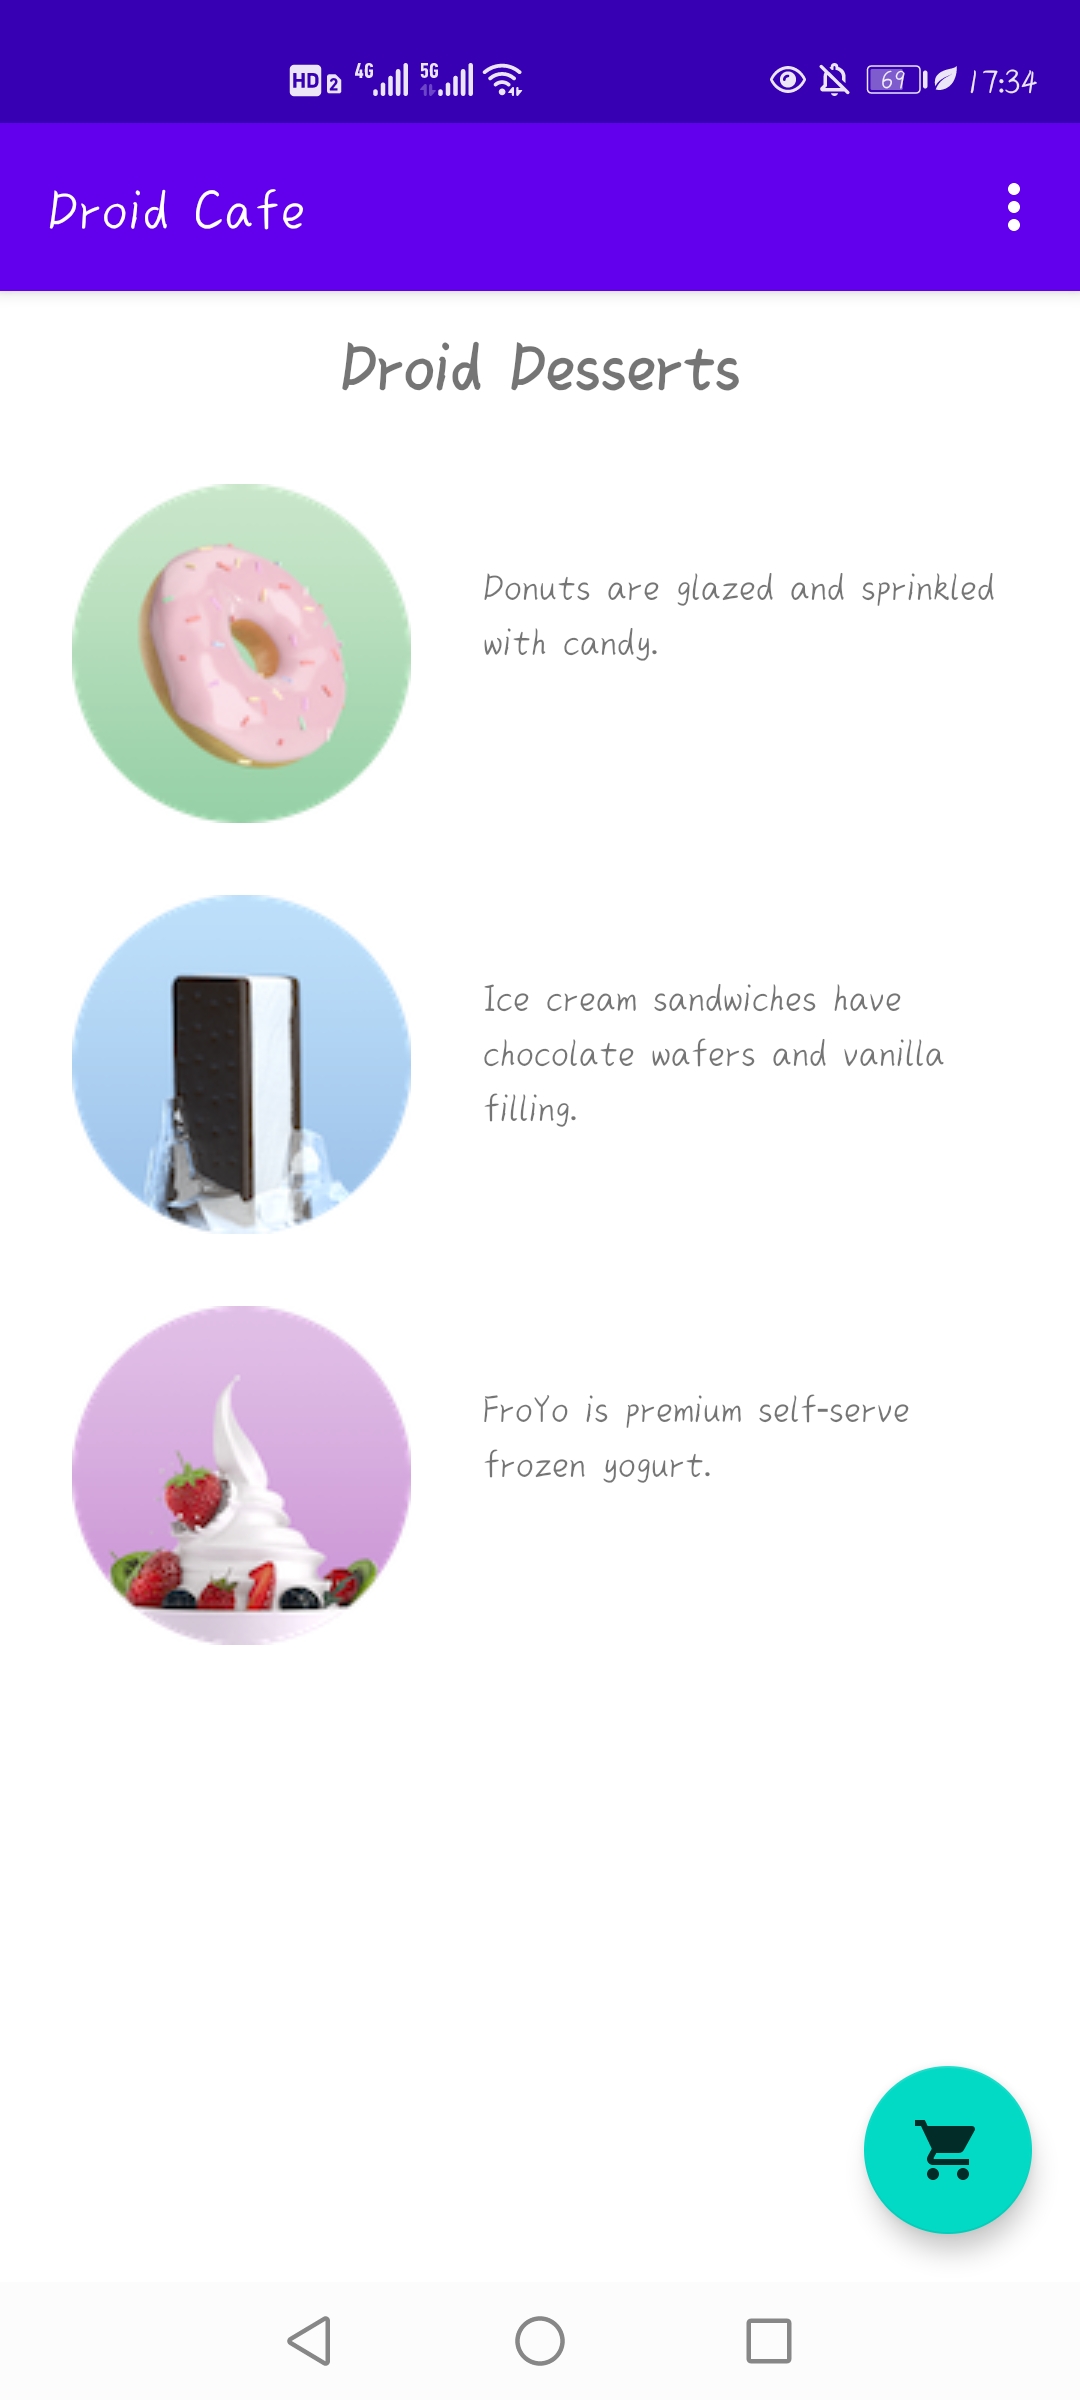 HD 2 4G 5G 69 17:34
Droid Cafe
Droid Desserts
Donuts are glazed and sprinkled
with candy.
Ice cream sandwiches have
chocolate wafers and vanilla
filling.
FroYo is premium self-serve
frozen yogurt.